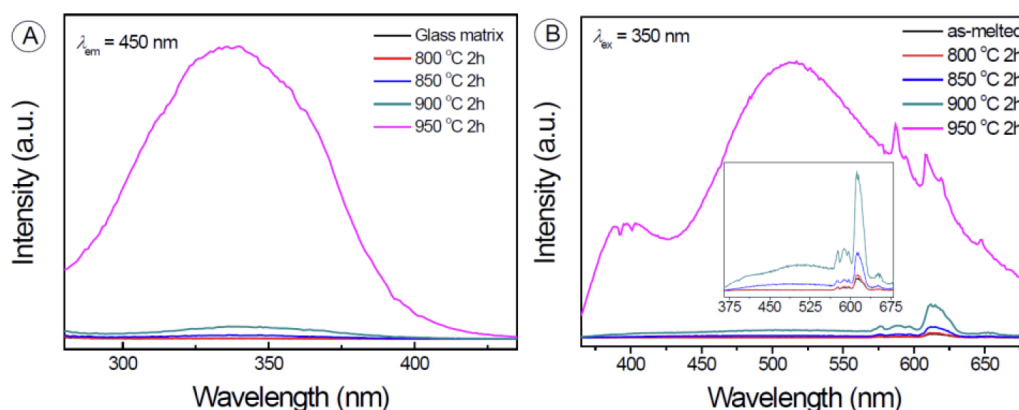 A
λem = 450 nm
Glass matrix
800 °C 2h
850 °C 2h
900 °C 2h
950 °C 2h
Intensity (a.u.)
300 350 400
Wavelength (nm)
B
λex = 350 nm
as-melted
800 °C 2h
850 °C 2h
900 °C 2h
950 °C 2h
Intensity (a.u.)
375 450 525 600 675
400 450 500 550 600 650
Wavelength (nm)